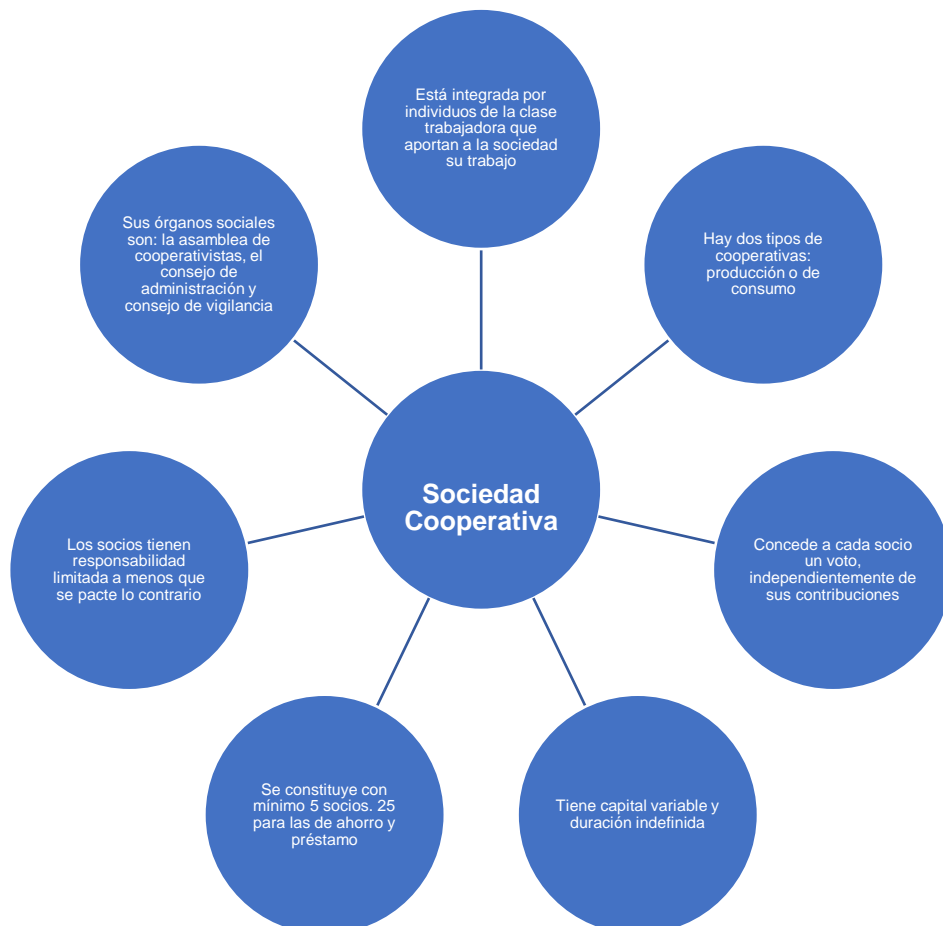 Está integrada por
individuos de la clase
trabajadora que
aportan a la sociedad
su trabajo
Hay dos tipos de
cooperativas:
producción o de
consumo
Concede a cada socio
un voto,
independientemente de
sus contribuciones
Tiene capital variable y
duración indefinida
Se constituye con
mínimo 5 socios. 25
para las de ahorro y
préstamo
Los socios tienen
responsabilidad
limitada a menos que
se pacte lo contrario
Sus órganos sociales
son: la asamblea de
cooperativistas, el
consejo de
administración y
consejo de vigilancia
Sociedad
Cooperativa